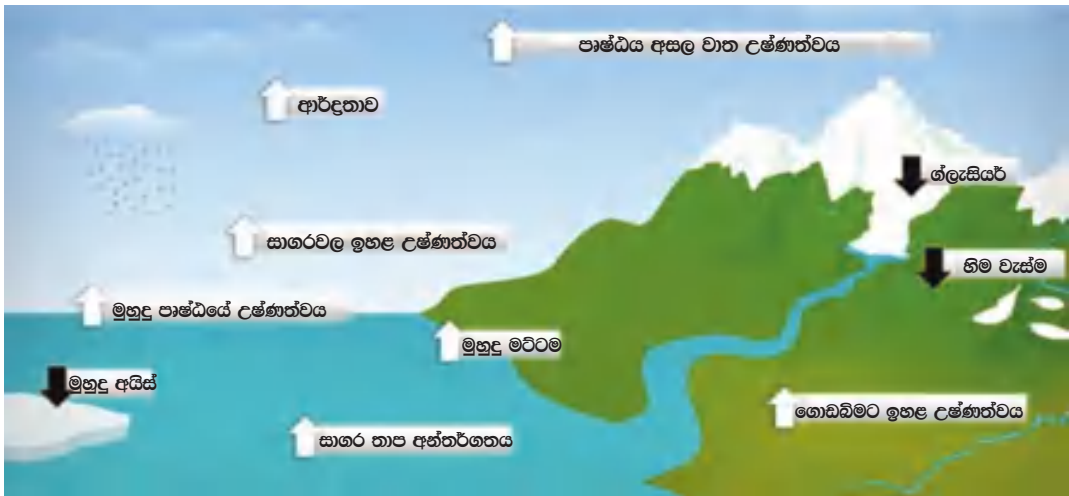 පෘෂ්ඨය අසල වාත උෂ්ණත්වය
ආර්ද්‍රතාව
ග්ලැසියර්
සාගරවල ඉහළ උෂ්ණත්වය
හිම වැස්ම
මුහුදු පෘෂ්ඨයේ උෂ්ණත්වය
මුහුදු මට්ටම
මුහුදු අයිස්
ගොඩබිමට ඉහළ උෂ්ණත්වය
සාගර තාප අන්තර්ගතය